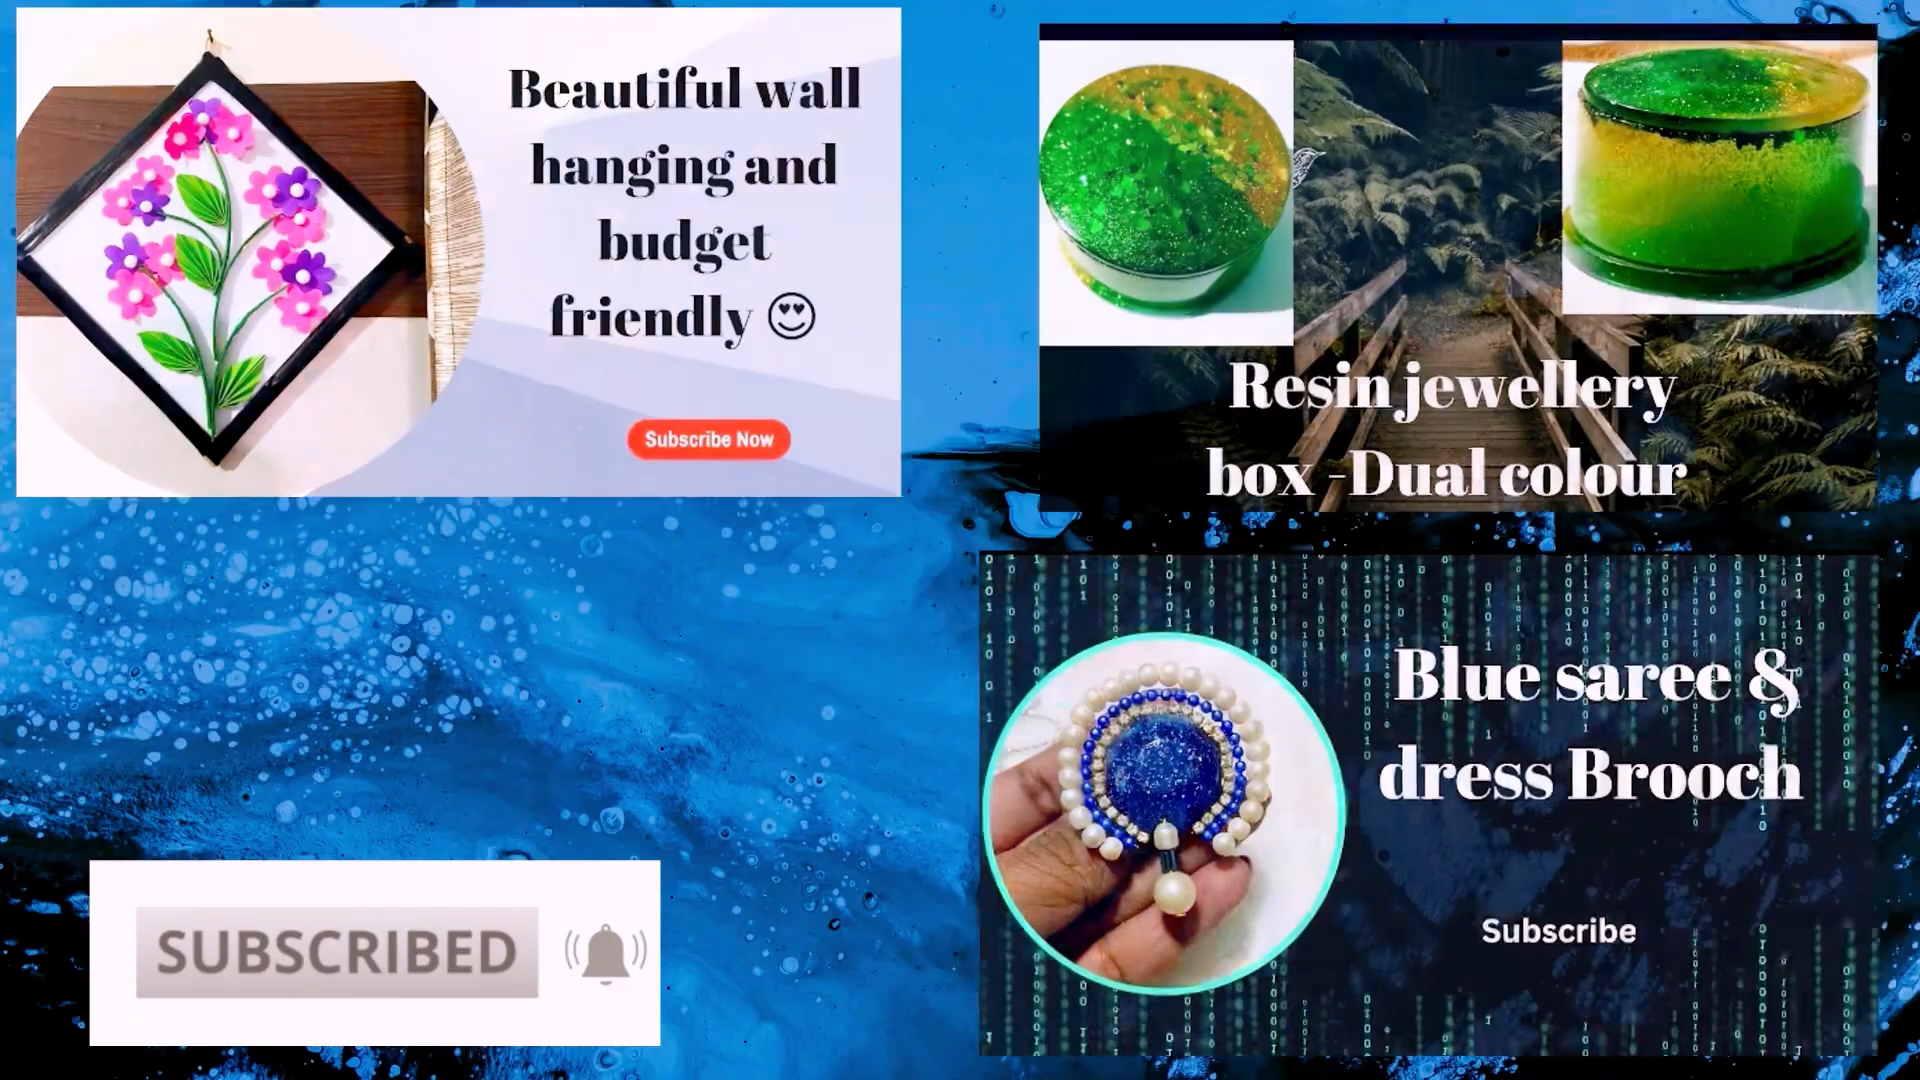 Beautiful wall
hanging and
budget
friendly 😍
Subscribe Now
Resin jewellery
box -Dual colour
Blue saree &
dress Brooch
Subscribe
SUBSCRIBED